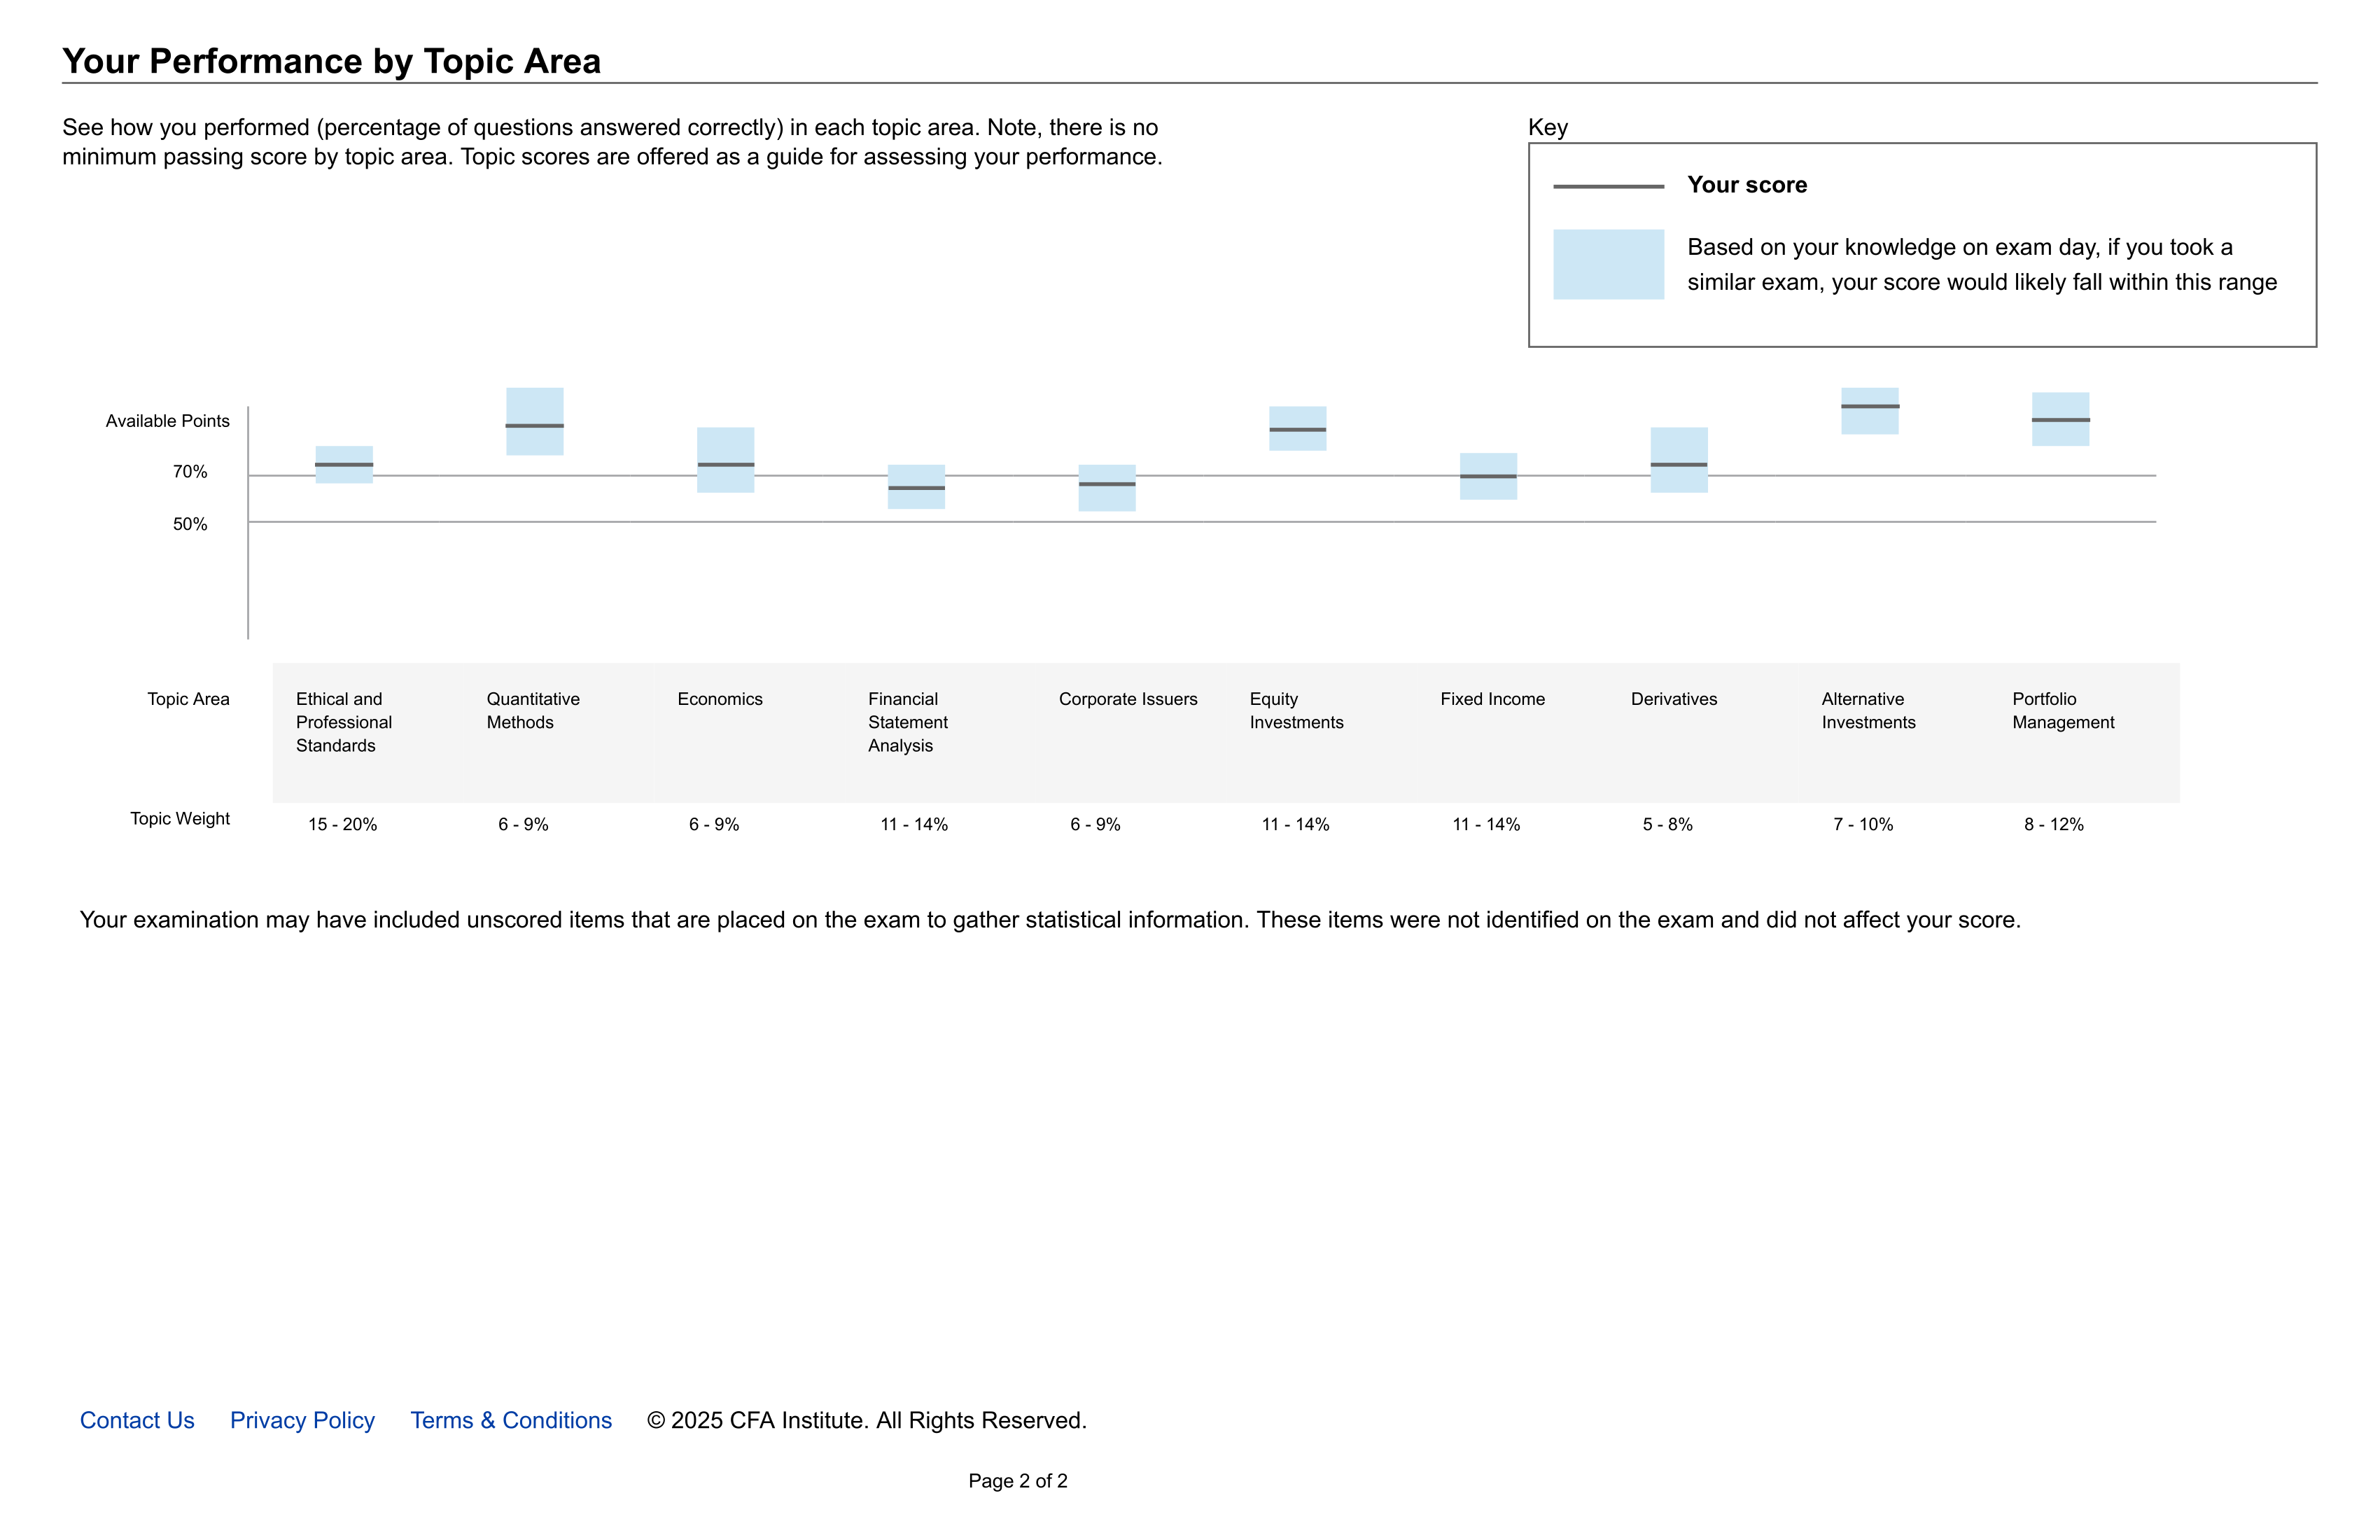 Your Performance by Topic Area
See how you performed (percentage of questions answered correctly) in each topic area. Note, there is no
minimum passing score by topic area. Topic scores are offered as a guide for assessing your performance.
Key
Your score
Based on your knowledge on exam day, if you took a
similar exam, your score would likely fall within this range
Available Points
70%
50%
Topic Area
Ethical and
Professional
Standards
Quantitative
Methods
Economics
Financial
Statement
Analysis
Corporate Issuers
Equity
Investments
Fixed Income
Derivatives
Alternative
Investments
Portfolio
Management
Topic Weight
15 - 20%
6 - 9%
6 - 9%
11 - 14%
6 - 9%
11 - 14%
11 - 14%
5 - 8%
7 - 10%
8 - 12%
Your examination may have included unscored items that are placed on the exam to gather statistical information. These items were not identified on the exam and did not affect your score.
Contact Us Privacy Policy Terms & Conditions © 2025 CFA Institute. All Rights Reserved.
Page 2 of 2